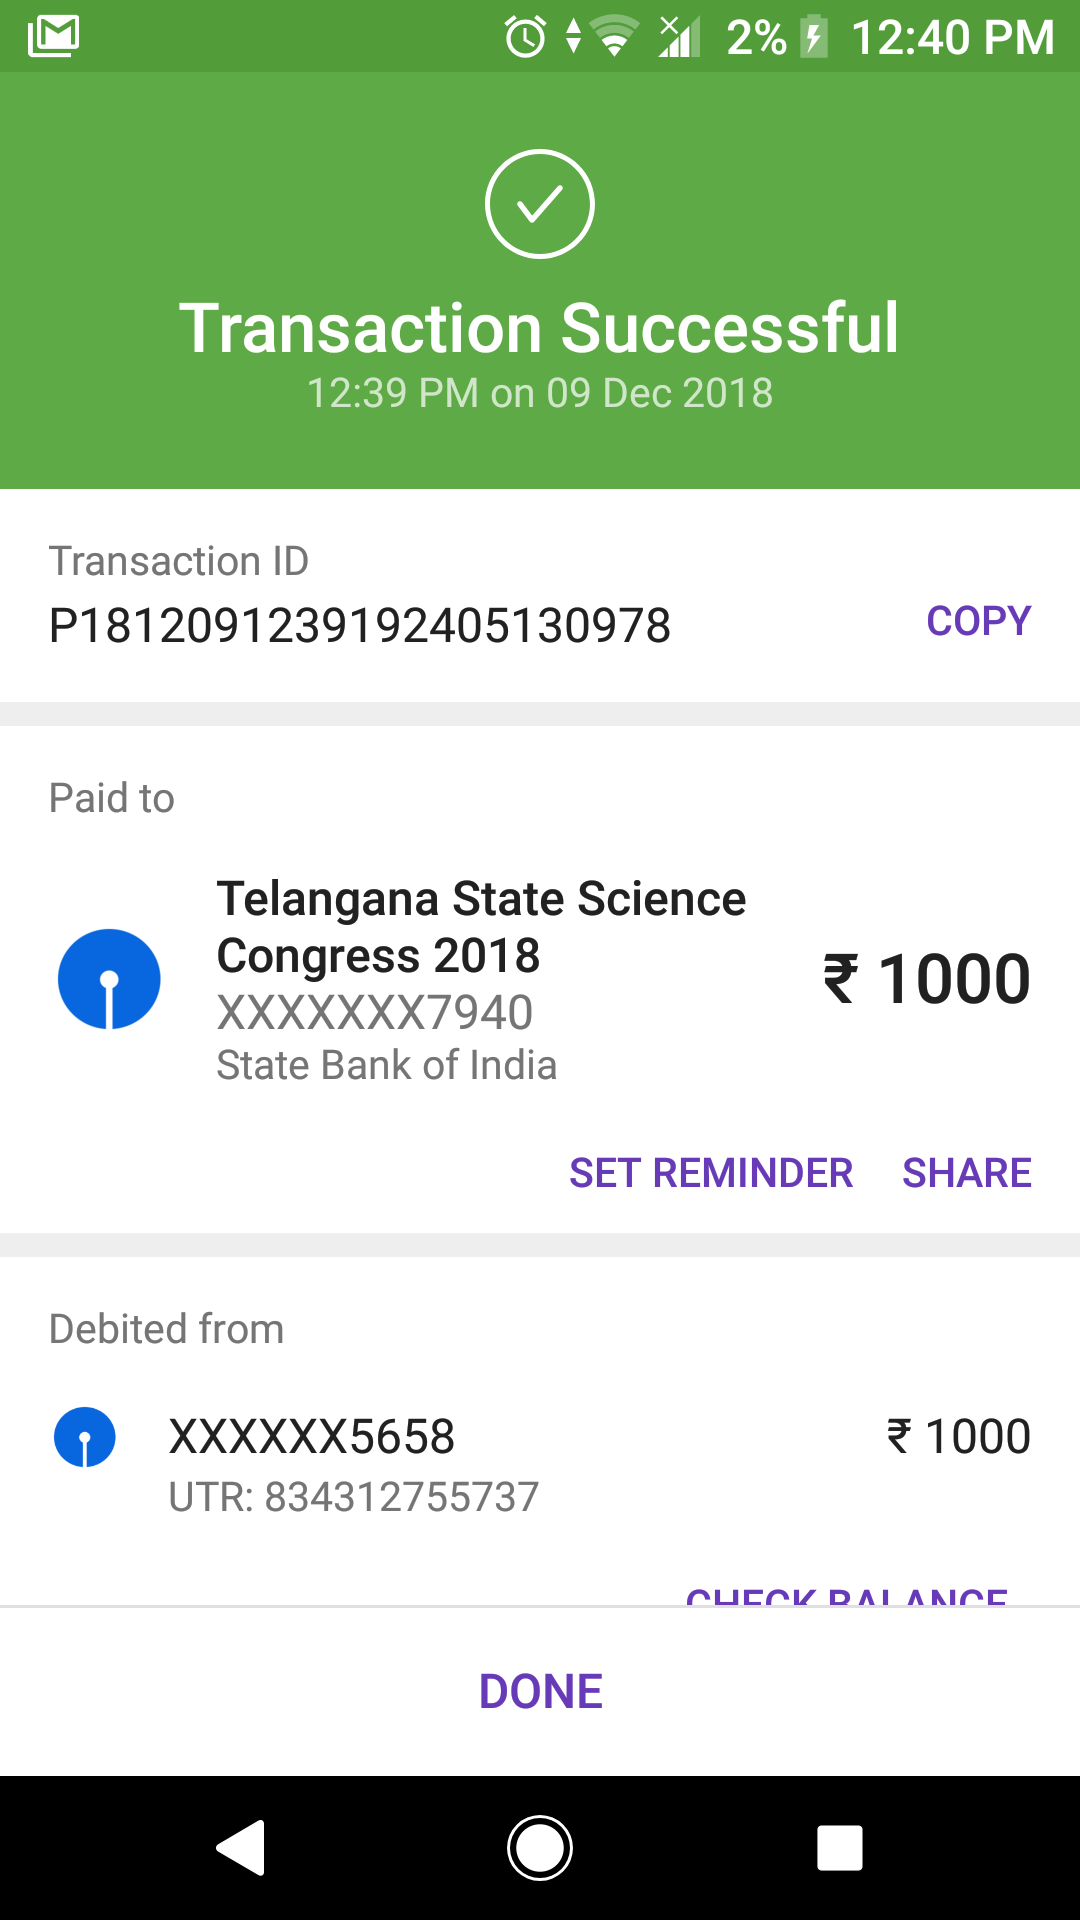 2% 12:40 PM
Transaction Successful
12:39 PM on 09 Dec 2018
Transaction ID
P1812091239192405130978 COPY
Paid to
Telangana State Science
Congress 2018
₹ 1000
XXXXXXX7940
State Bank of India
SET REMINDER SHARE
Debited from
XXXXXX5658 ₹ 1000
UTR: 834312755737
CHECK BALANCE
DONE